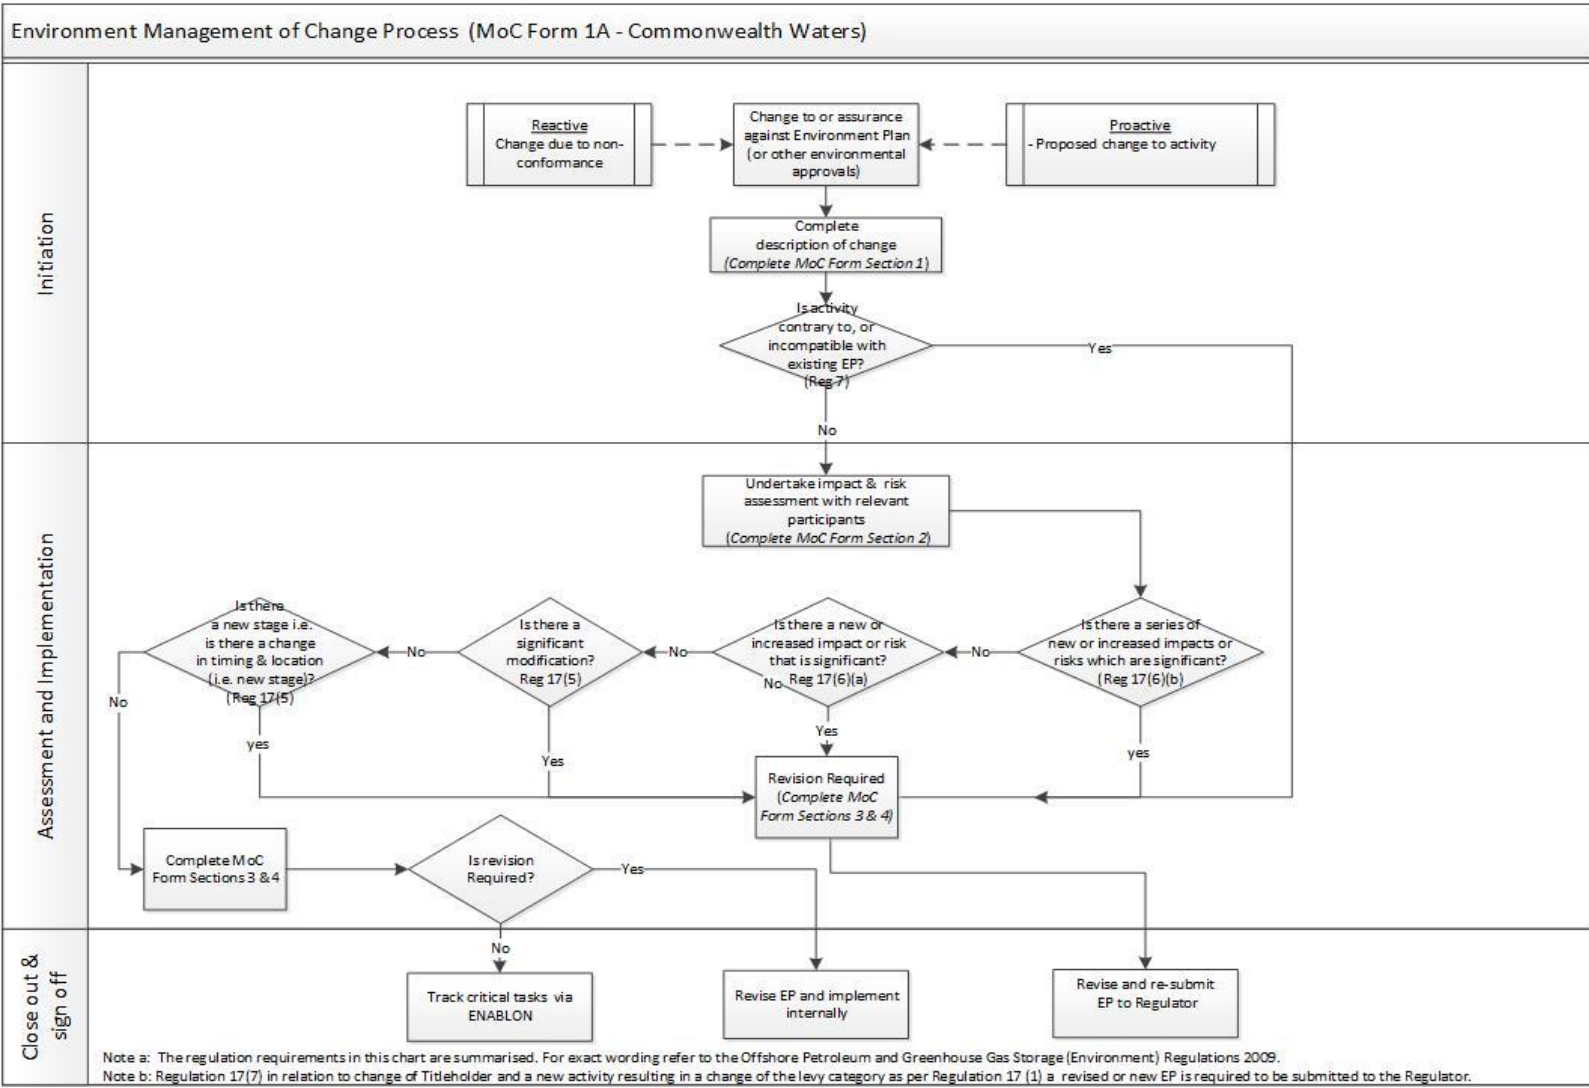 Environment Management of Change Process (MoC Form 1A - Commonwealth Waters)
Initiation
Reactive
Change due to non-
conformance
Change to or assurance
against Environment Plan
(or other environmental
approvals)
Proactive
- Proposed change to activity
Complete
description of change
(Complete MoC Form Section 1)
Is activity
contrary to, or
incompatible with
existing EP?
(Reg 7)
Yes
No
Assessment and Implementation
Undertake impact & risk
assessment with relevant
participants
(Complete MoC Form Section 2)
Is there
a new stage i.e.
is there a change
in timing & location
(i.e. new stage)?
(Reg 17(5)
No
Is there a
significant
modification?
Reg 17(5)
No
Is there a new or
increased impact or risk
that is significant?
No Reg 17(6)(a)
No
Is there a series of
new or increased impacts or
risks which are significant?
(Reg 17(6)(b)
No
yes
Yes
Yes
yes
Revision Required
(Complete MoC
Form Sections 3 & 4)
Complete MoC
Form Sections 3 & 4
Is revision
Required?
Yes
No
Close out &
sign off
Track critical tasks via
ENABLON
Revise EP and implement
internally
Revise and re-submit
EP to Regulator
Note a: The regulation requirements in this chart are summarised. For exact wording refer to the Offshore Petroleum and Greenhouse Gas Storage (Environment) Regulations 2009.
Note b: Regulation 17(7) in relation to change of Titleholder and a new activity resulting in a change of the levy category as per Regulation 17 (1) a revised or new EP is required to be submitted to the Regulator.